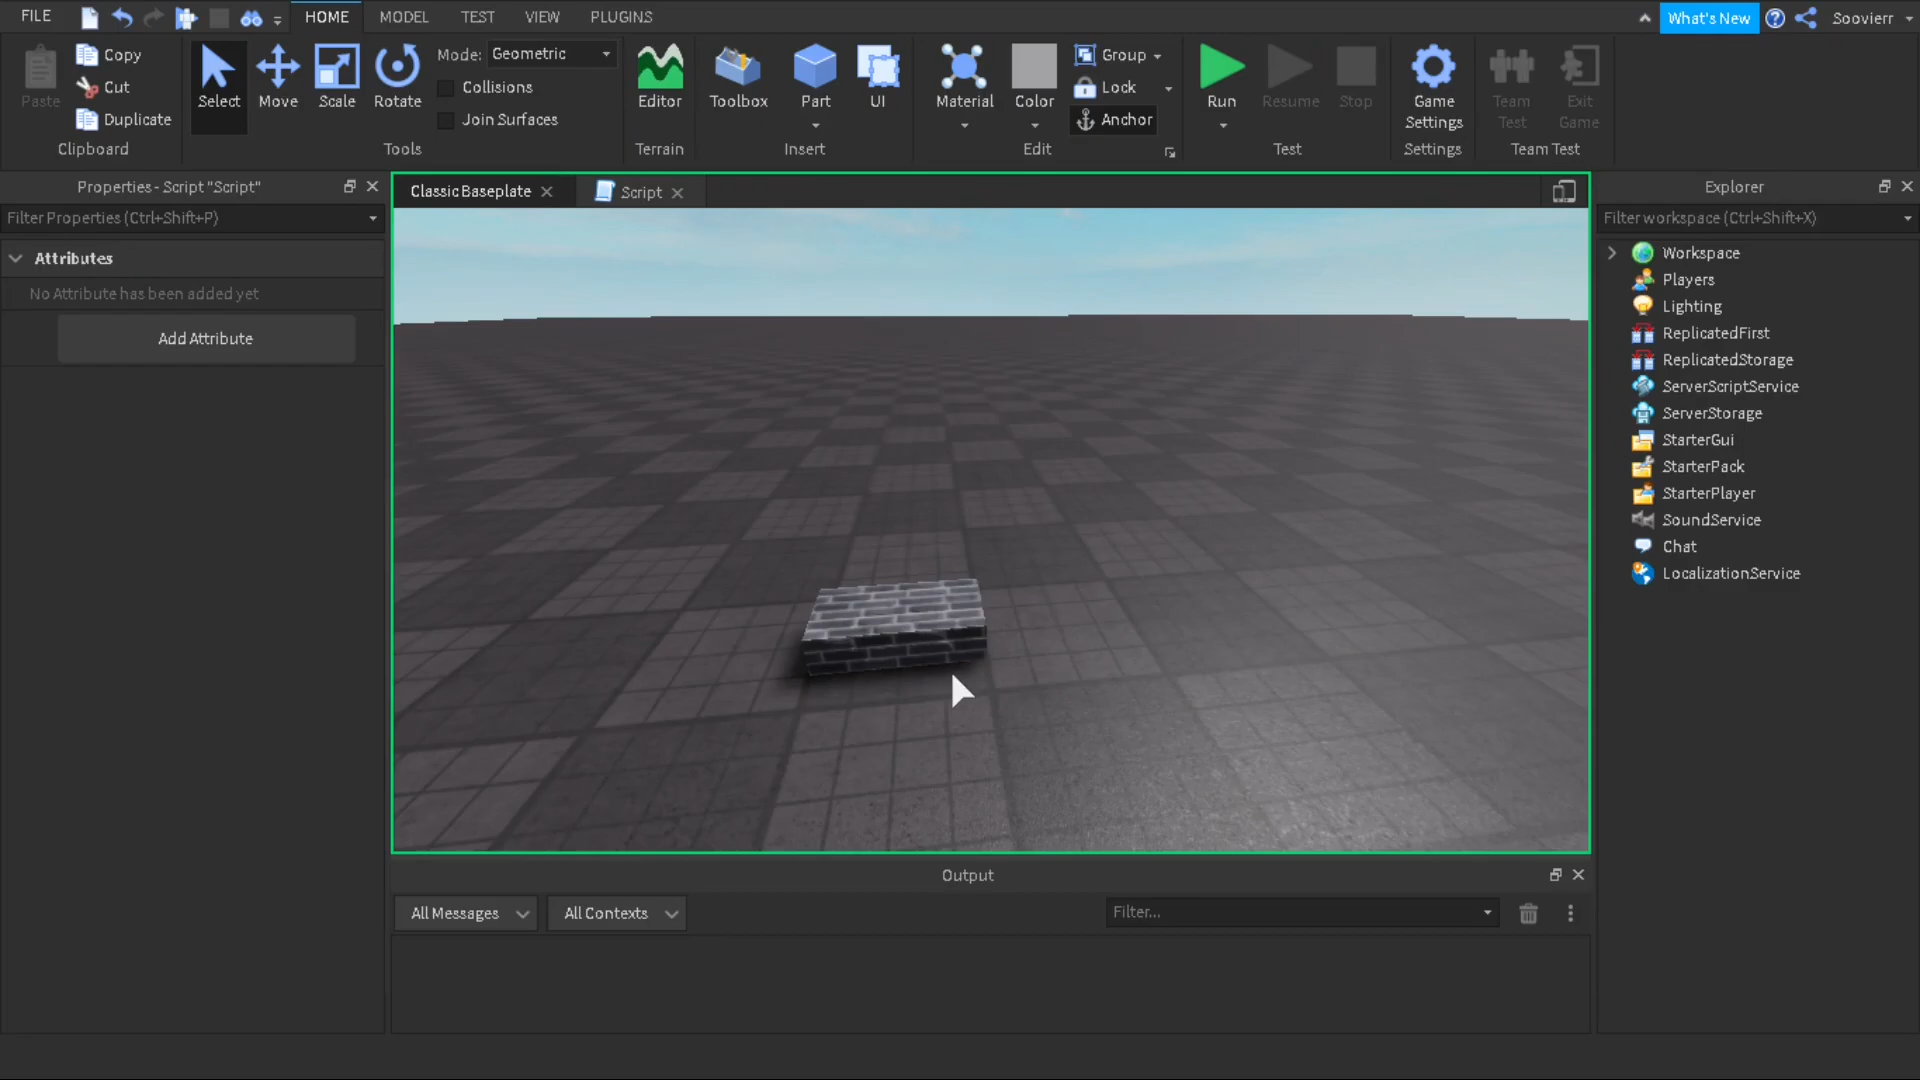 FILE
HOME
MODEL
TEST
VIEW
PLUGINS
What's New
Soovierr
Paste
Copy
Cut
Duplicate
Clipboard
Select
Move
Scale
Rotate
Mode: Geometric
Collisions
Join Surfaces
Tools
Editor
Terrain
Toolbox
Part
UI
Insert
Material
Color
Group
Lock
Anchor
Edit
Run
Resume
Stop
Test
Game
Settings
Settings
Team
Test
Exit
Game
Team Test
Properties - Script "Script"
Filter Properties (Ctrl+Shift+P)
Attributes
No Attribute has been added yet
Add Attribute
Classic Baseplate
Script
Output
All Messages
All Contexts
Filter...
Explorer
Filter workspace (Ctrl+Shift+X)
Workspace
Players
Lighting
ReplicatedFirst
ReplicatedStorage
ServerScriptService
ServerStorage
StarterGui
StarterPack
StarterPlayer
SoundService
Chat
LocalizationService